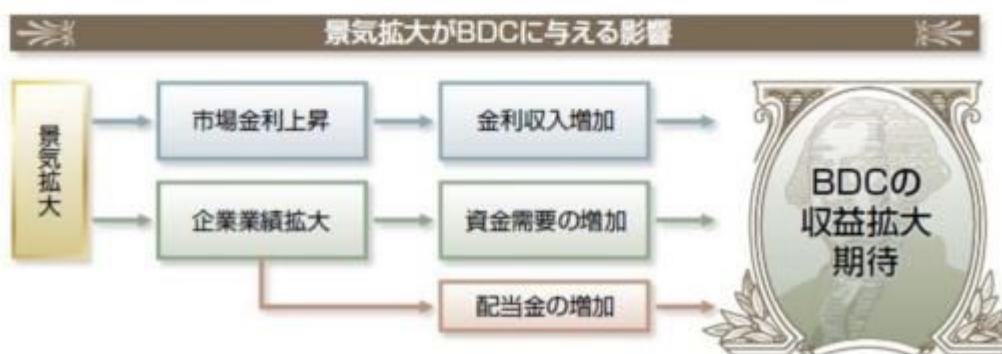 景気拡大がBDCに与える影響
景気拡大
市場金利上昇
金利収入増加
企業業績拡大
資金需要の増加
配当金の増加
BDCの
収益拡大
期待